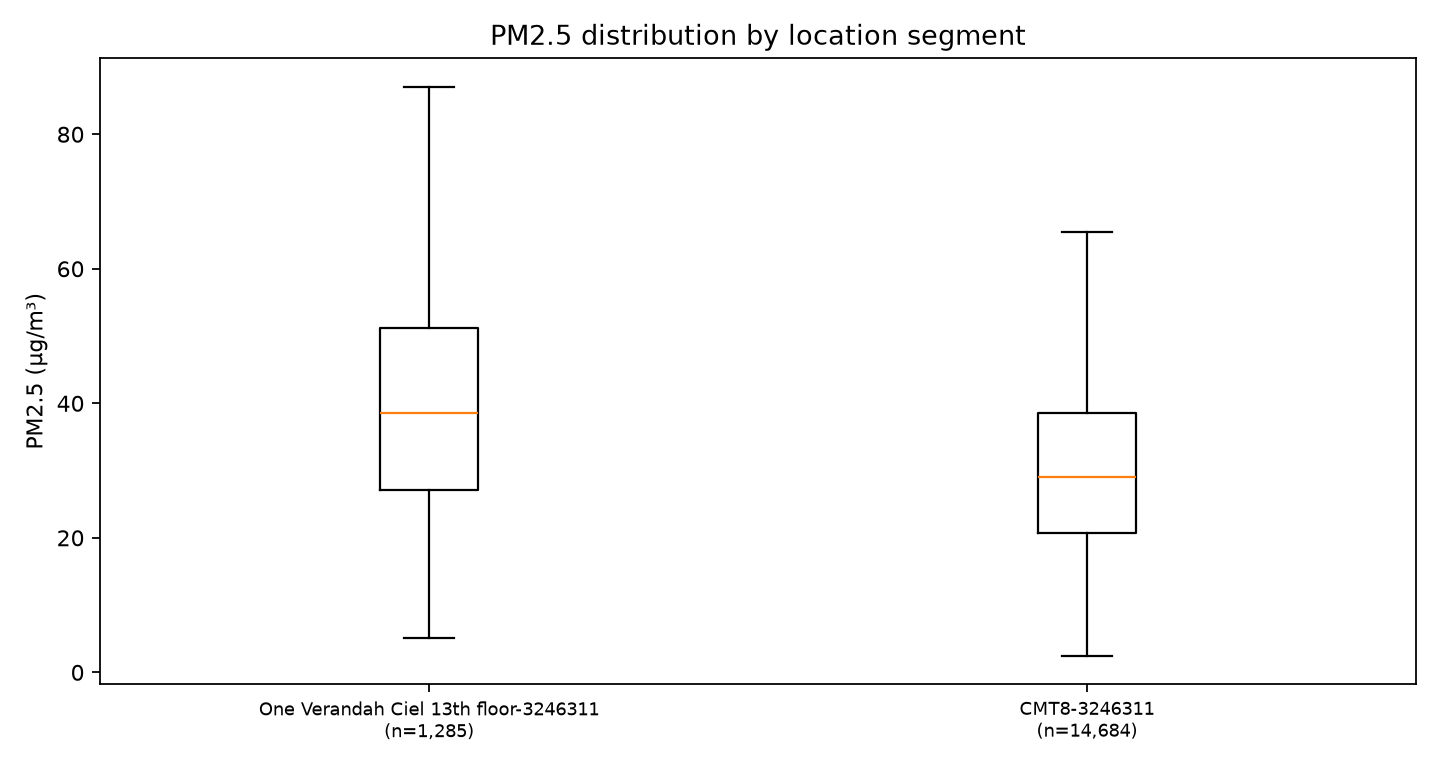 PM2.5 distribution by location segment
PM2.5 (µg/m³)
80
60
40
20
0
One Verandah Ciel 13th floor-3246311
(n=1,285)
CMT8-3246311
(n=14,684)